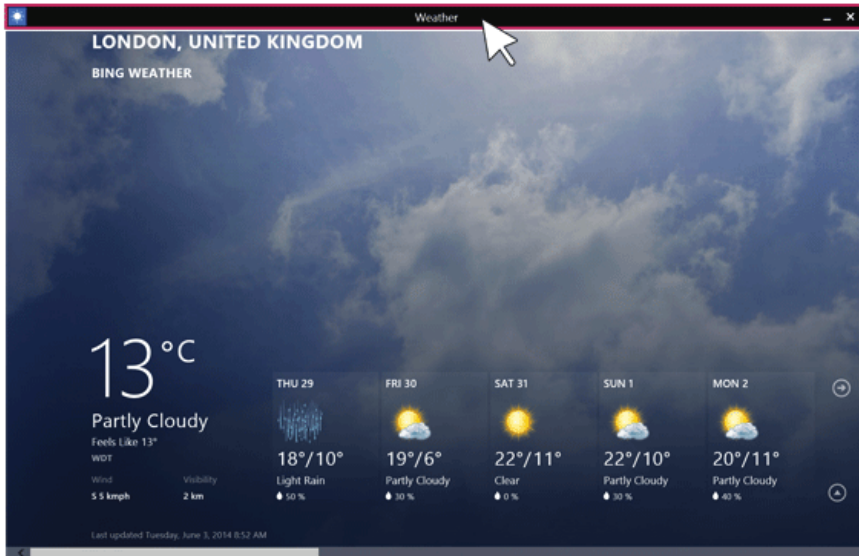 Weather
LONDON, UNITED KINGDOM
BING WEATHER
13°C
Partly Cloudy
Feels Like 13°
WDT
Wind
S 5 kmph
Visibility
2 km
THU 29
18°/10°
Light Rain
50 %
FRI 30
19°/6°
Partly Cloudy
30 %
SAT 31
22°/11°
Clear
0 %
SUN 1
22°/10°
Partly Cloudy
30 %
MON 2
20°/11°
Partly Cloudy
40 %
Last updated Tuesday, June 3, 2014 8:52 AM